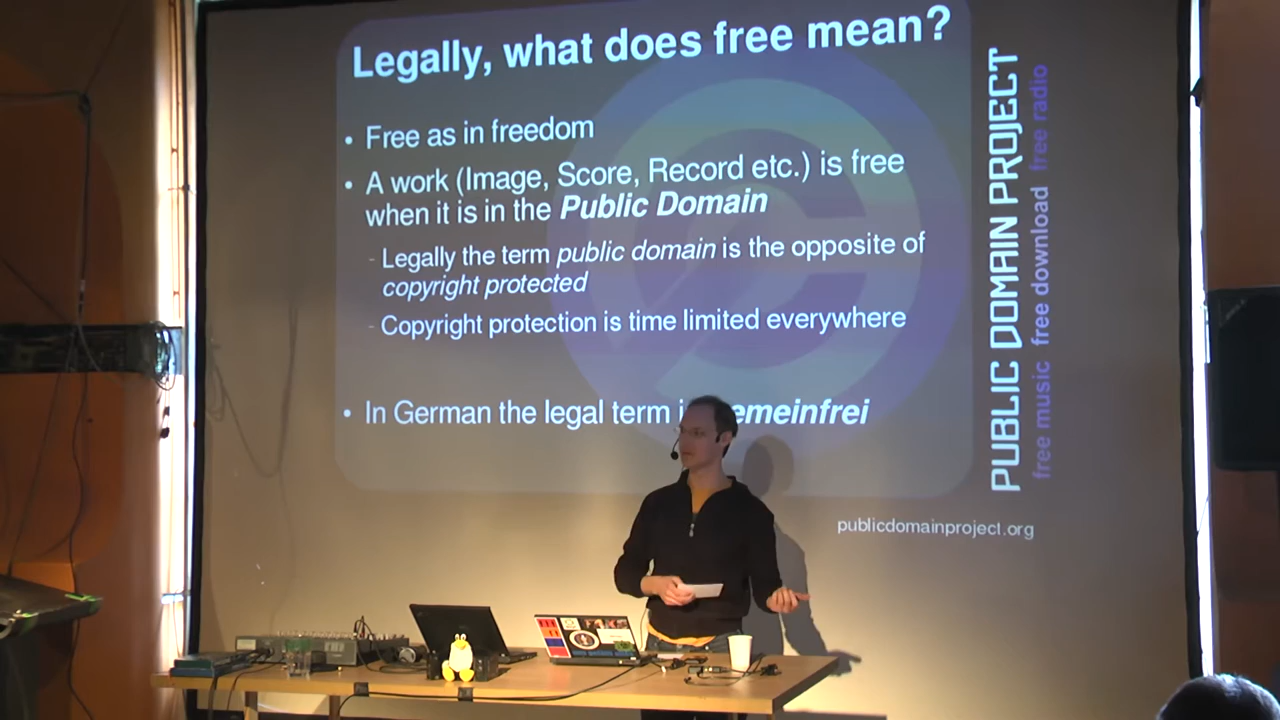 Legally, what does free mean?
• Free as in freedom
• A work (Image, Score, Record etc.) is free
when it is in the Public Domain
- Legally the term public domain is the opposite of
copyright protected
- Copyright protection is time limited everywhere
• In German the legal term i emeinfrei
PUBLIC DOMAIN PROJECT
free music free download free radio
publicdomainproject.org